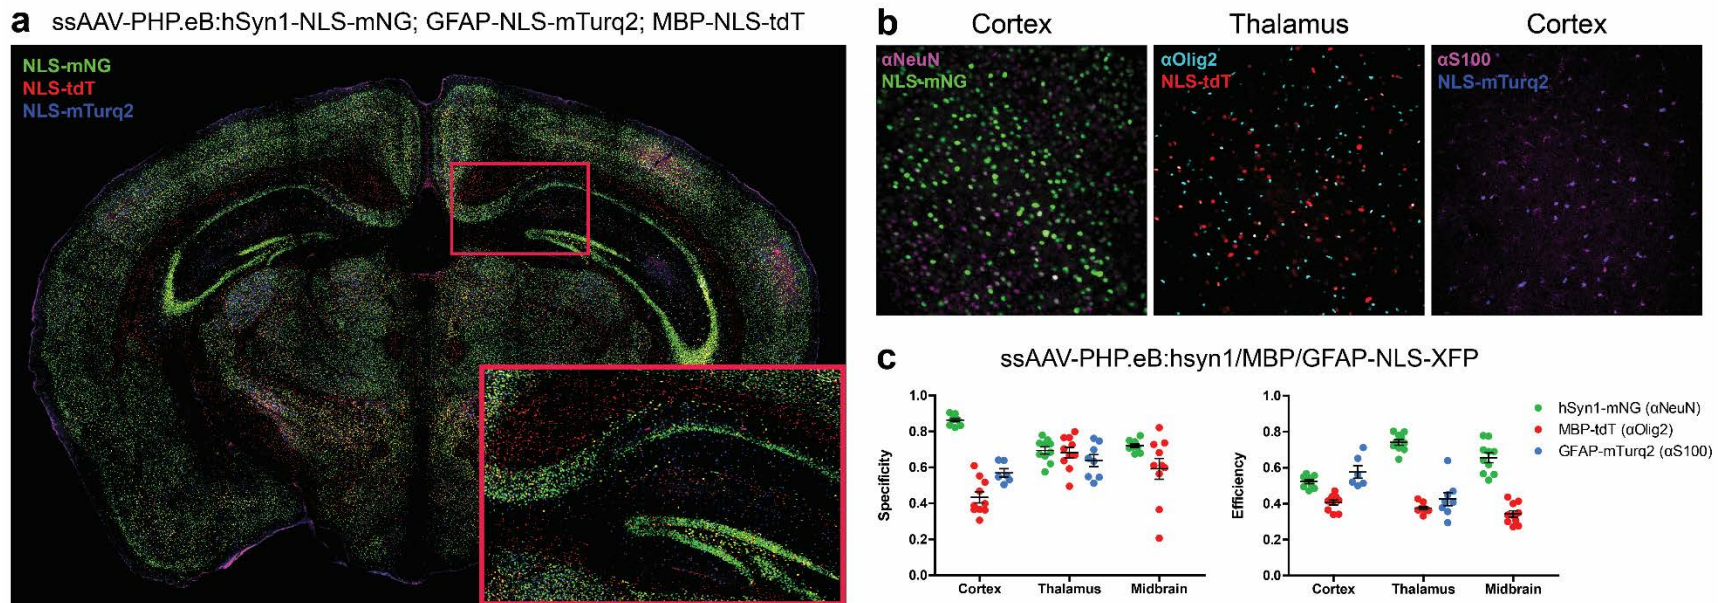 a ssAAV-PHP.eB:hSyn1-NLS-mNG; GFAP-NLS-mTurq2; MBP-NLS-tdT
NLS-mNG
NLS-tdT
NLS-mTurq2
b Cortex Thalamus Cortex
αNeuN
NLS-mNG
αOlig2
NLS-tdT
αS100
NLS-mTurq2
c ssAAV-PHP.eB:hsyn1/MBP/GFAP-NLS-XFP
Specificity
1.0
0.8
0.6
0.4
0.2
0.0
Cortex Thalamus Midbrain
Efficiency
1.0
0.8
0.6
0.4
0.2
0.0
Cortex Thalamus Midbrain
hSyn1-mNG (αNeuN)
MBP-tdT (αOlig2)
GFAP-mTurq2 (αS100)